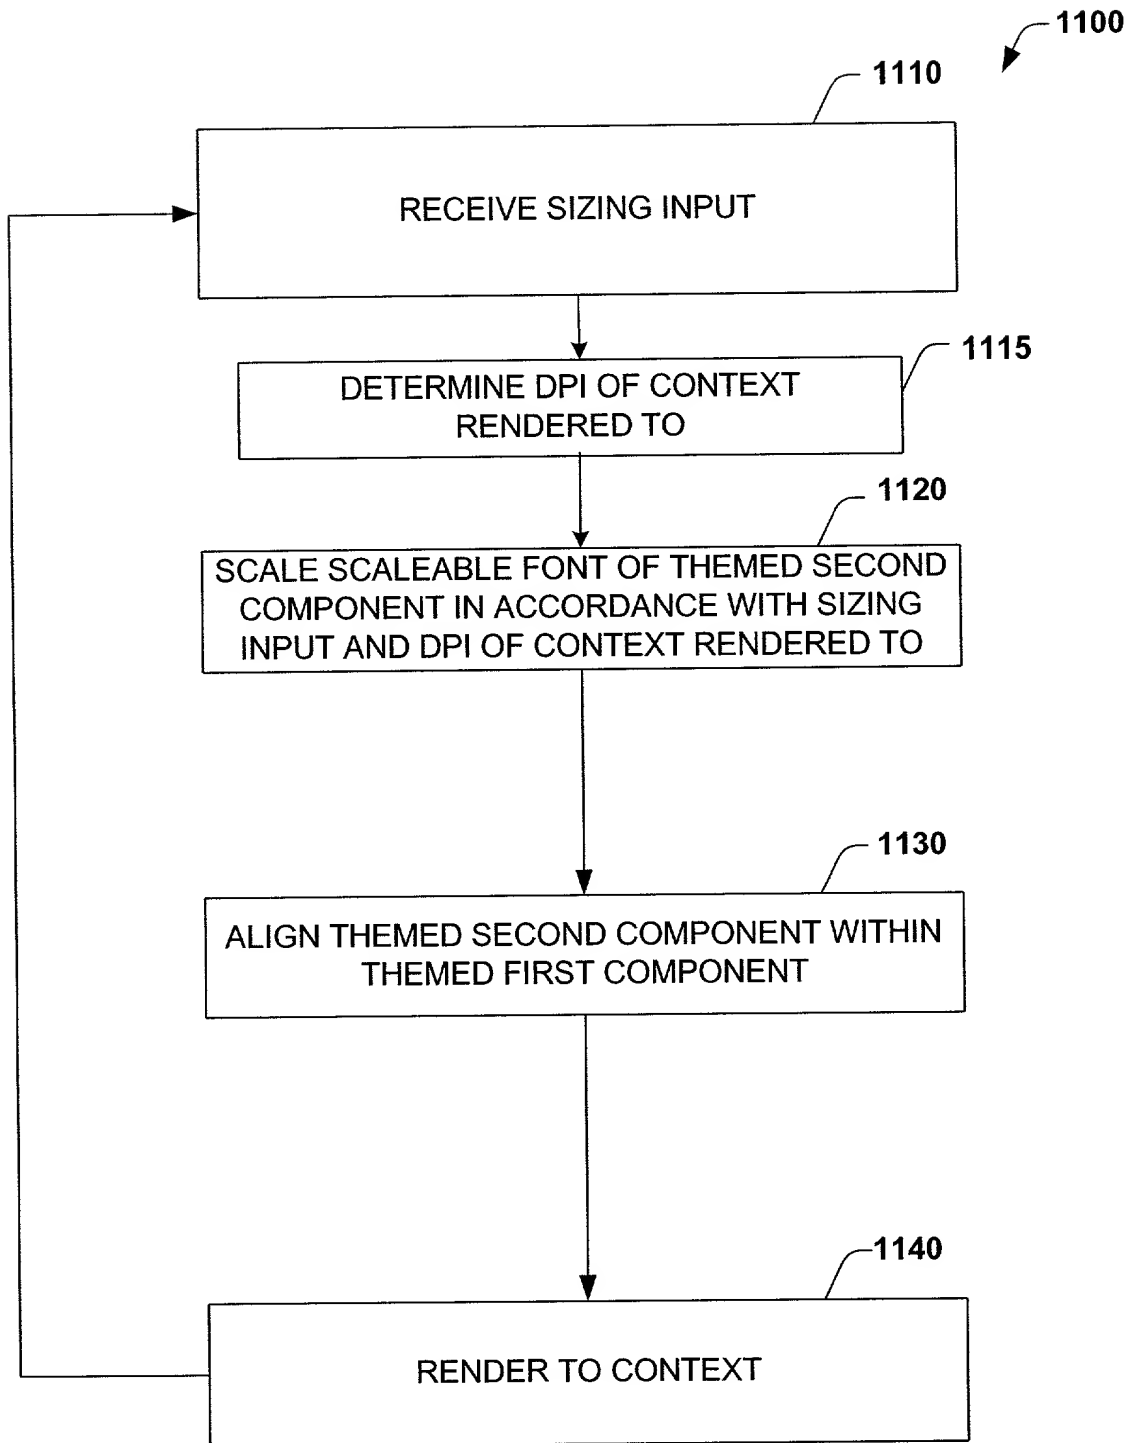 1100
1110
RECEIVE SIZING INPUT
1115
DETERMINE DPI OF CONTEXT
RENDERED TO
1120
SCALE SCALEABLE FONT OF THEMED SECOND
COMPONENT IN ACCORDANCE WITH SIZING
INPUT AND DPI OF CONTEXT RENDERED TO
1130
ALIGN THEMED SECOND COMPONENT WITHIN
THEMED FIRST COMPONENT
1140
RENDER TO CONTEXT